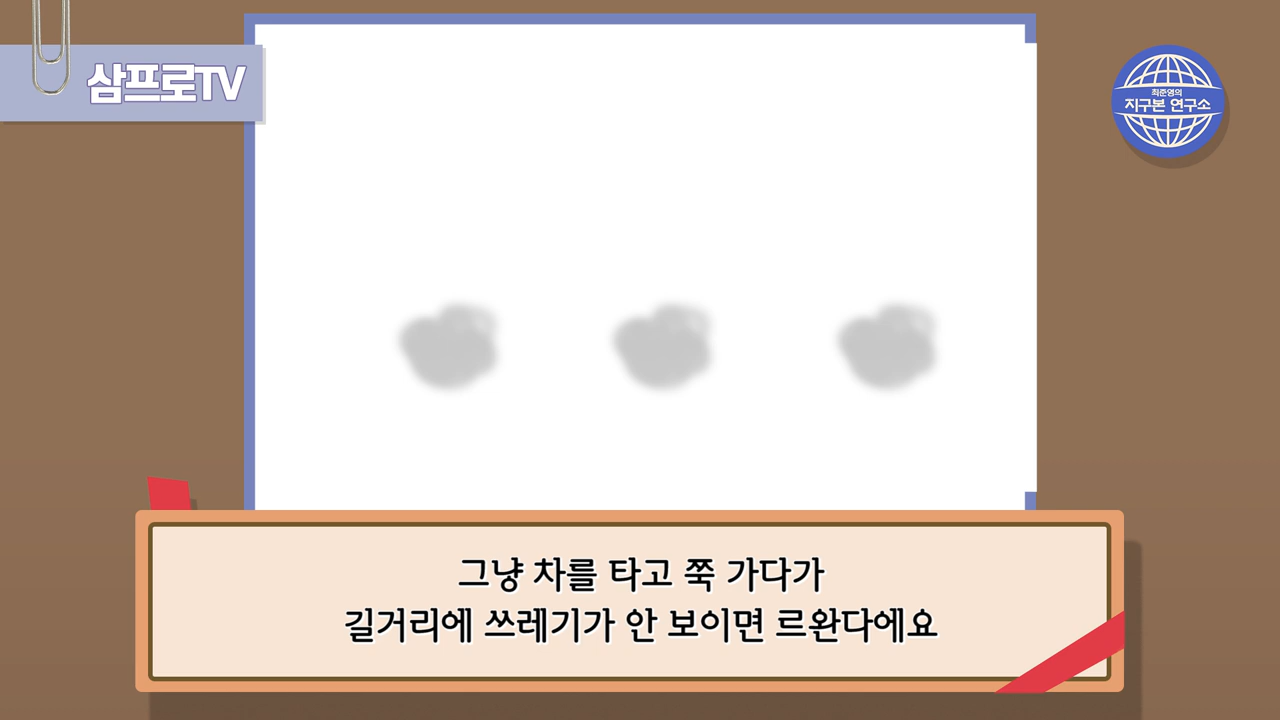 삼프로TV
최준영의
지구본 연구소
그냥 차를 타고 쭉 가다가
길거리에 쓰레기가 안 보이면 르완다에요